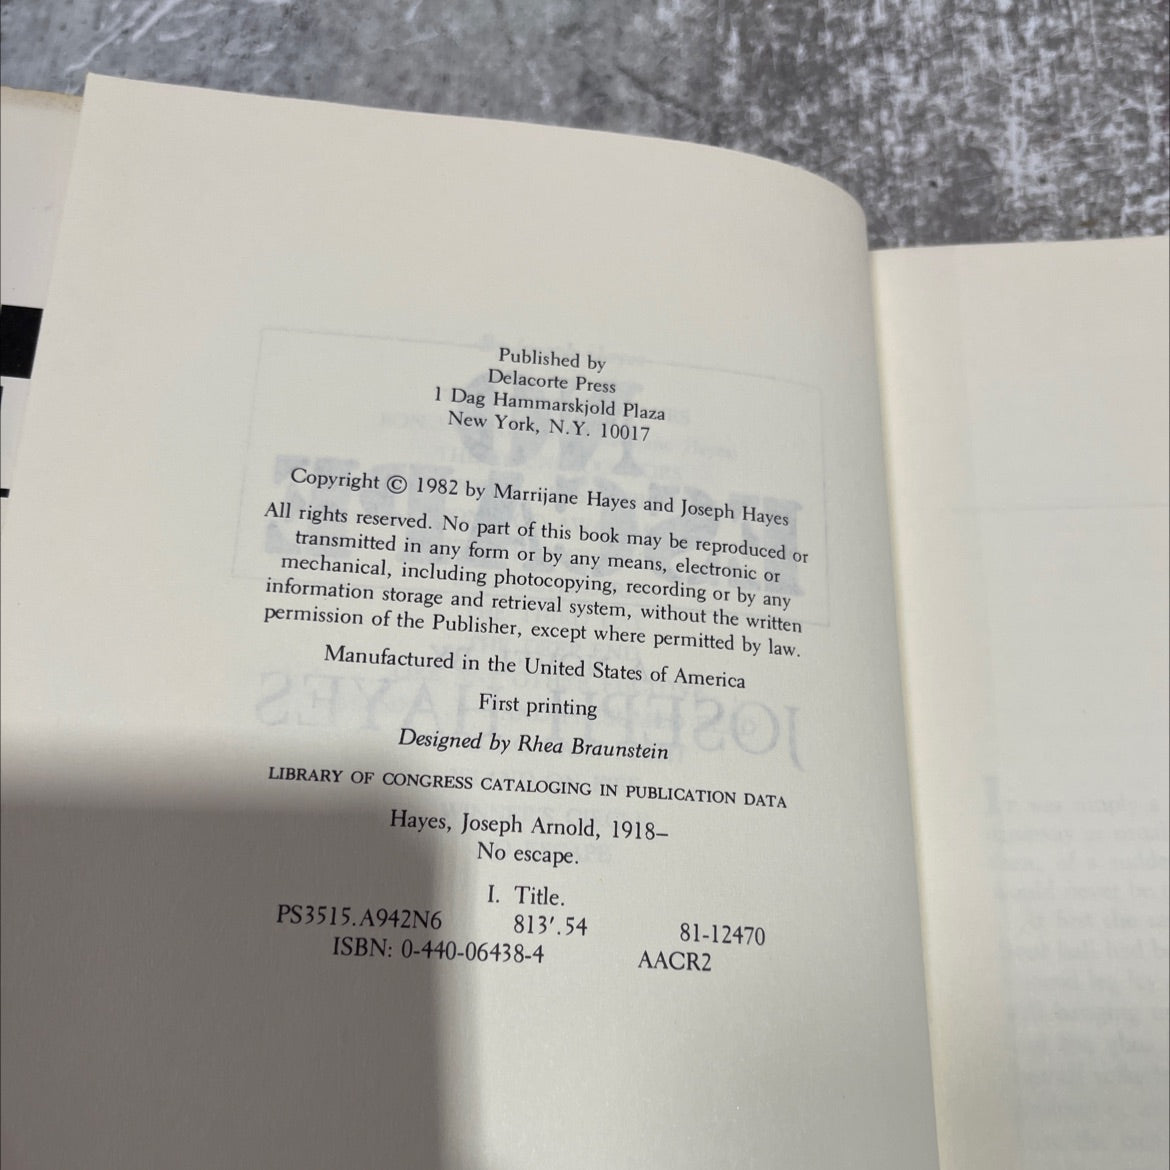 Published by
Delacorte Press
1 Dag Hammarskjold Plaza
New York, N.Y. 10017
Copyright © 1982 by Marrijane Hayes and Joseph Hayes
All rights reserved. No part of this book may be reproduced or
transmitted in any form or by any means, electronic or
mechanical, including photocopying, recording or by any
information storage and retrieval system, without the written
permission of the Publisher, except where permitted by law.
Manufactured in the United States of America
First printing
Designed by Rhea Braunstein
LIBRARY OF CONGRESS CATALOGING IN PUBLICATION DATA
Hayes, Joseph Arnold, 1918–
No escape.
I. Title.
PS3515.A942N6 813′.54 81-12470
ISBN: 0-440-06438-4 AACR2